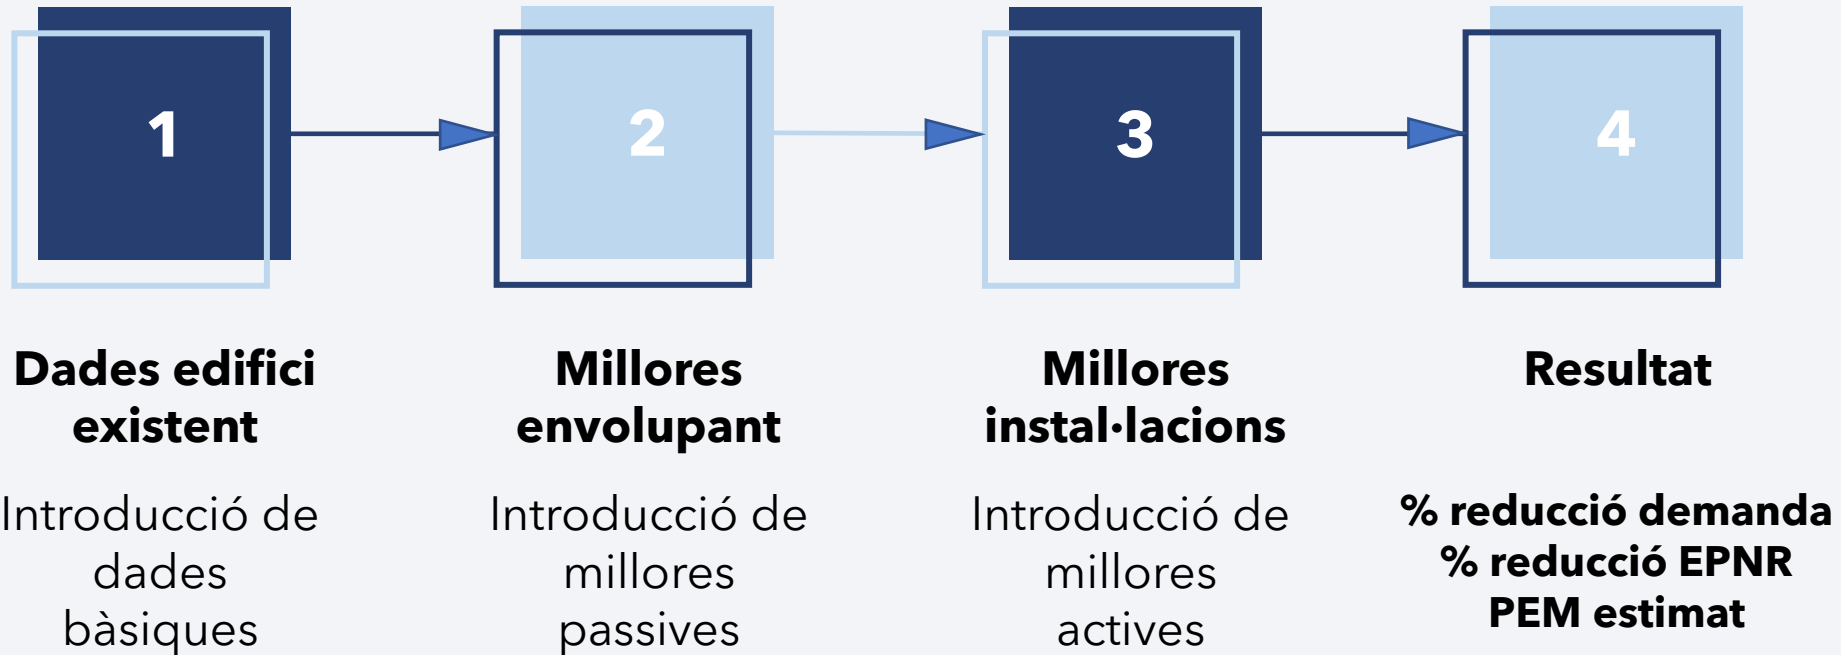 1
2
3
4
Dades edifici
existent
Introducció de
dades
bàsiques
Millores
envolupant
Introducció de
millores
passives
Millores
instal·lacions
Introducció de
millores
actives
Resultat
% reducció demanda
% reducció EPNR
PEM estimat